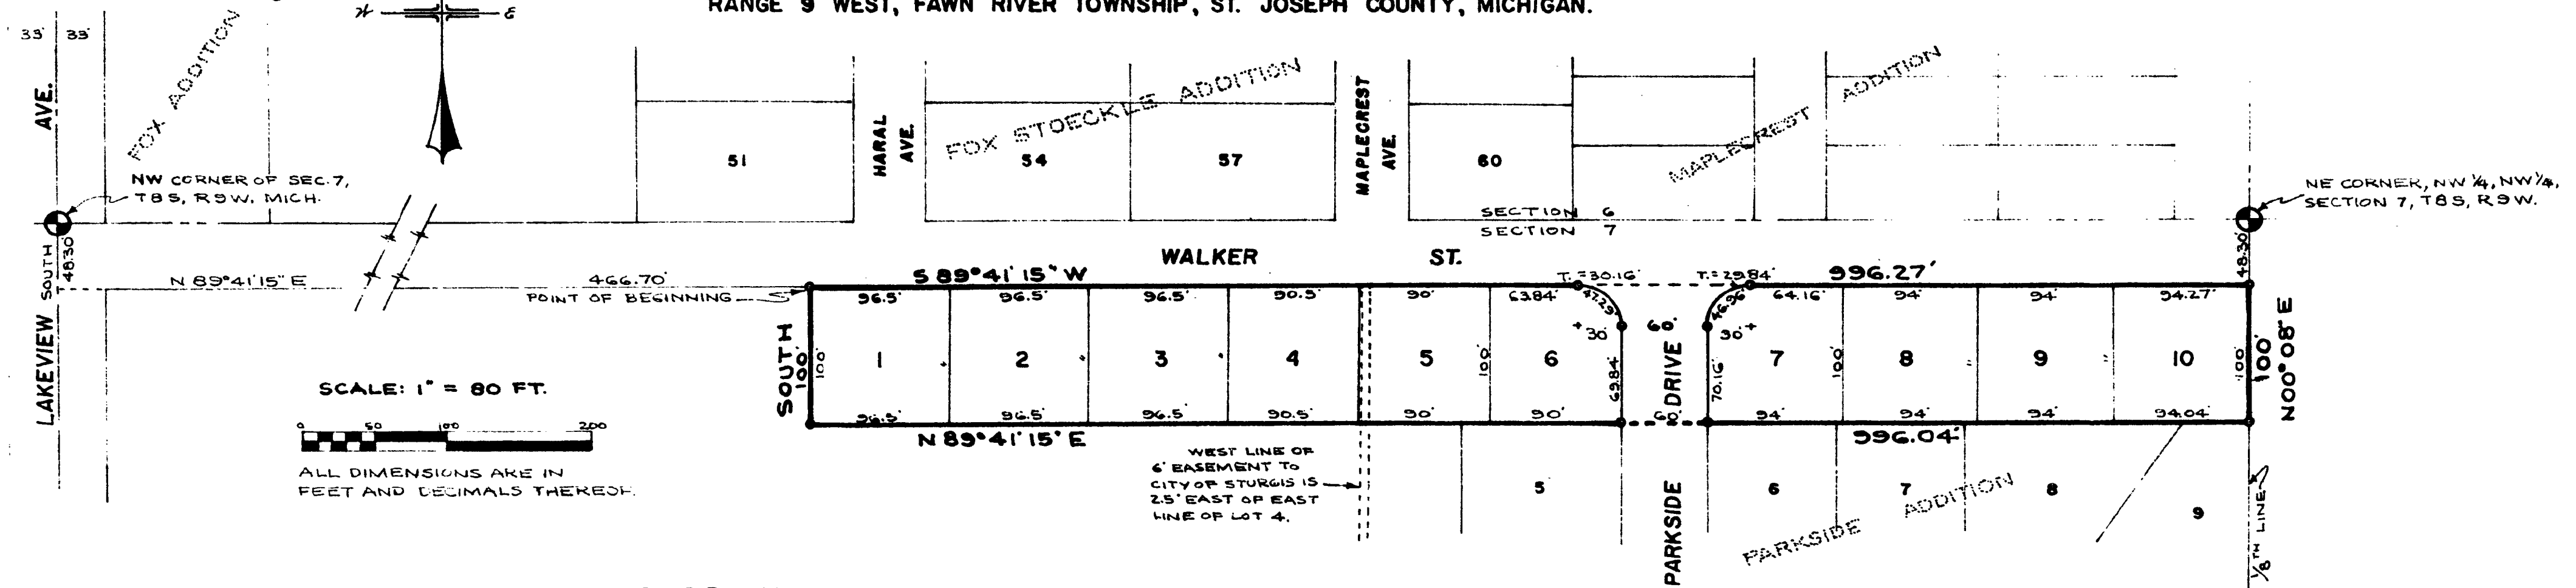 RANGE 9 WEST, FAWN RIVER TOWNSHIP, ST. JOSEPH COUNTY, MICHIGAN.
W E
33' 33'
AVE.
FOX ADDITION
HARAL
AVE.
FOX STOECKLE ADDITION
MAPLECREST
AVE.
MAPLECREST ADDITION
51
54
57
60
NW CORNER OF SEC. 7,
T8S, R9W, MICH.
NE CORNER, NW ¼, NW ¼,
SECTION 7, T8S, R9W.
SECTION 6
SECTION 7
WALKER ST.
48.30'
48.30'
N 89°41'15" E
466.70'
S 89°41'15" W
T.=30.16'
T.=29.84'
996.27'
POINT OF BEGINNING
96.5' 96.5' 96.5' 90.5' 90' 63.84' 47.29' 46.96' 64.16' 94' 94' 94.27'
LAKEVIEW SOUTH
SOUTH
100'
100'
1 2 3 4 5 6 7 8 9 10
100'
30'
60'
30'
100'
100'
100'
N00°08'E
69.84'
DRIVE
70.16'
SCALE: 1" = 80 FT.
0 50 100 200
ALL DIMENSIONS ARE IN
FEET AND DECIMALS THEREOF.
96.5' 96.5' 96.5' 90.5' 90' 90' 60' 94' 94' 94' 94.04'
N 89°41'15" E
996.04'
WEST LINE OF
6' EASEMENT TO
CITY OF STURGIS IS
2.5' EAST OF EAST
LINE OF LOT 4.
5
6
7
8
9
PARKSIDE
PARKSIDE ADDITION
1/8TH LINE